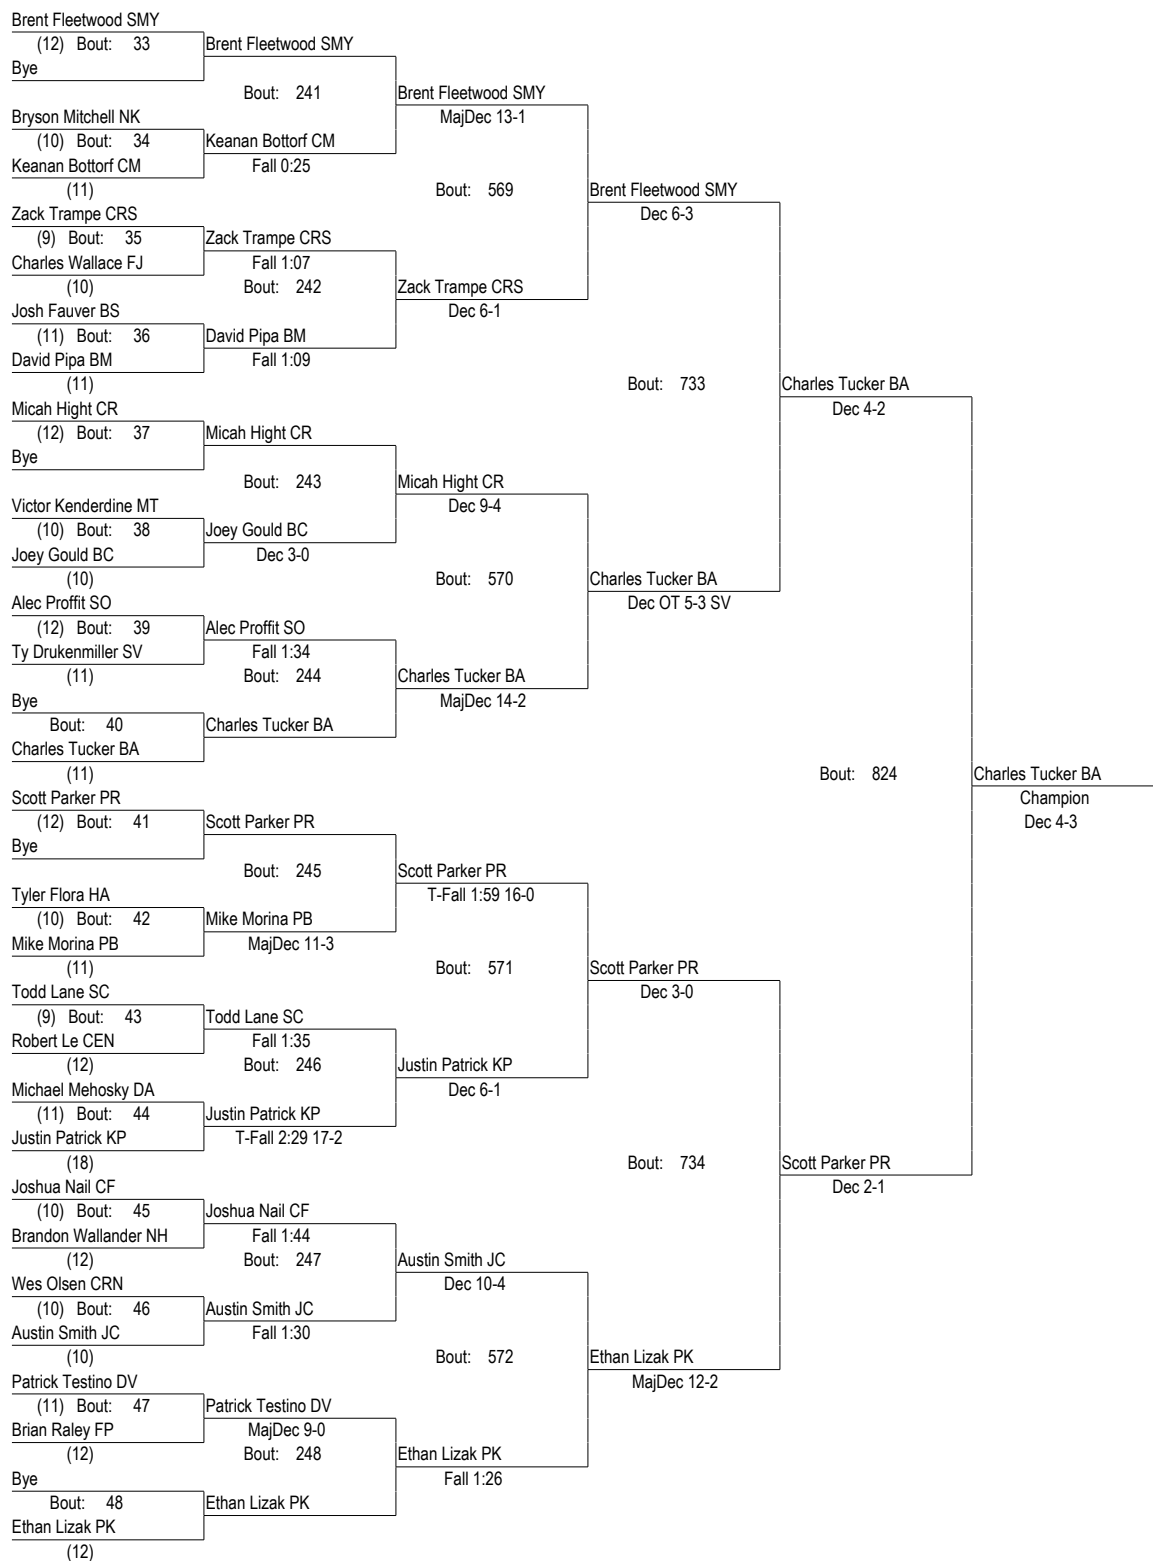 Brent Fleetwood SMY
(12) Bout: 33 Brent Fleetwood SMY
Bye
Bout: 241 Brent Fleetwood SMY
Bryson Mitchell NK MajDec 13-1
(10) Bout: 34 Keanan Bottorf CM
Keanan Bottorf CM Fall 0:25
(11) Bout: 569 Brent Fleetwood SMY
Zack Trampe CRS Dec 6-3
(9) Bout: 35 Zack Trampe CRS
Charles Wallace FJ Fall 1:07
(10) Bout: 242 Zack Trampe CRS
Josh Fauver BS Dec 6-1
(11) Bout: 36 David Pipa BM
David Pipa BM Fall 1:09
(11) Bout: 733 Charles Tucker BA
Micah Hight CR Dec 4-2
(12) Bout: 37 Micah Hight CR
Bye
Bout: 243 Micah Hight CR
Victor Kenderdine MT Dec 9-4
(10) Bout: 38 Joey Gould BC
Joey Gould BC Dec 3-0
(10) Bout: 570 Charles Tucker BA
Alec Proffit SO Dec OT 5-3 SV
(12) Bout: 39 Alec Proffit SO
Ty Drukenmiller SV Fall 1:34
(11) Bout: 244 Charles Tucker BA
Bye MajDec 14-2
Bout: 40 Charles Tucker BA
Charles Tucker BA
(11) Bout: 824 Charles Tucker BA
Scott Parker PR Champion
(12) Bout: 41 Scott Parker PR Dec 4-3
Bye
Bout: 245 Scott Parker PR
Tyler Flora HA T-Fall 1:59 16-0
(10) Bout: 42 Mike Morina PB
Mike Morina PB MajDec 11-3
(11) Bout: 571 Scott Parker PR
Todd Lane SC Dec 3-0
(9) Bout: 43 Todd Lane SC
Robert Le CEN Fall 1:35
(12) Bout: 246 Justin Patrick KP
Michael Mehosky DA Dec 6-1
(11) Bout: 44 Justin Patrick KP
Justin Patrick KP T-Fall 2:29 17-2
(18) Bout: 734 Scott Parker PR
Joshua Nail CF Dec 2-1
(10) Bout: 45 Joshua Nail CF
Brandon Wallander NH Fall 1:44
(12) Bout: 247 Austin Smith JC
Wes Olsen CRN Dec 10-4
(10) Bout: 46 Austin Smith JC
Austin Smith JC Fall 1:30
(10) Bout: 572 Ethan Lizak PK
Patrick Testino DV MajDec 12-2
(11) Bout: 47 Patrick Testino DV
Brian Raley FP MajDec 9-0
(12) Bout: 248 Ethan Lizak PK
Bye Fall 1:26
Bout: 48 Ethan Lizak PK
Ethan Lizak PK
(12)